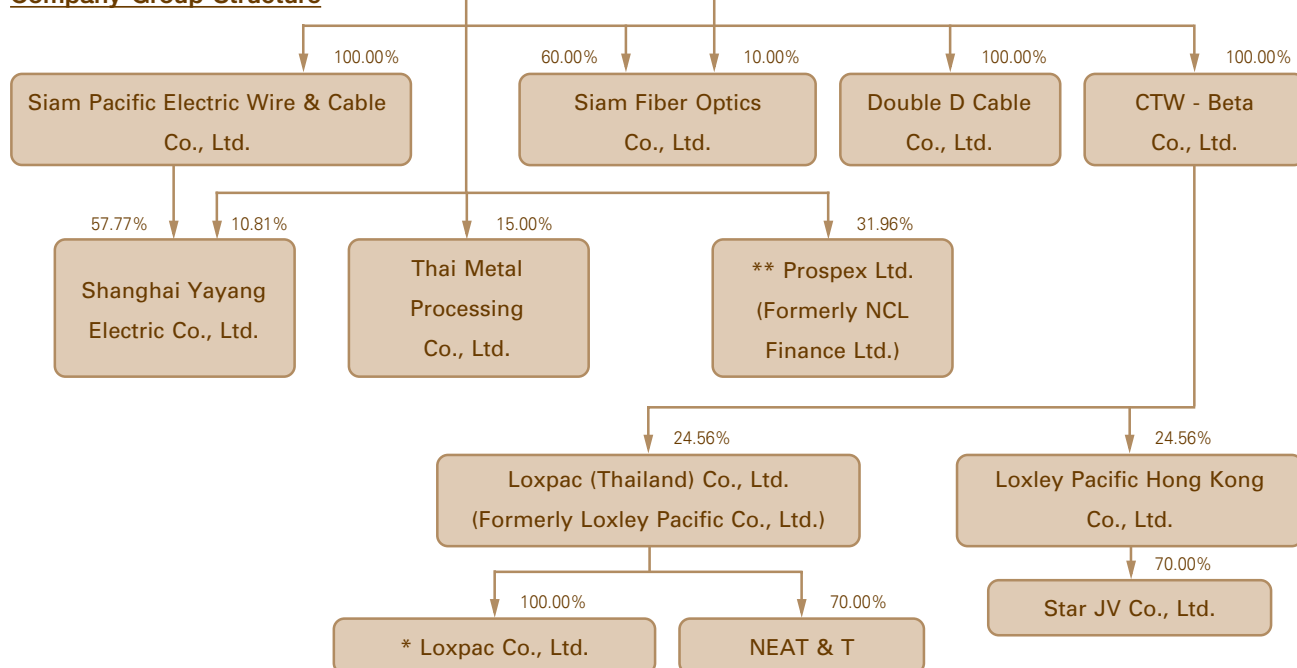 Company Group Structure
100.00%
60.00%
10.00%
100.00%
100.00%
Siam Pacific Electric Wire & Cable
Co., Ltd.
Siam Fiber Optics
Co., Ltd.
Double D Cable
Co., Ltd.
CTW - Beta
Co., Ltd.
57.77%
10.81%
15.00%
31.96%
Shanghai Yayang
Electric Co., Ltd.
Thai Metal
Processing
Co., Ltd.
** Prospex Ltd.
(Formerly NCL
Finance Ltd.)
24.56%
24.56%
Loxpac (Thailand) Co., Ltd.
(Formerly Loxley Pacific Co., Ltd.)
Loxley Pacific Hong Kong
Co., Ltd.
100.00%
70.00%
70.00%
* Loxpac Co., Ltd.
NEAT & T
Star JV Co., Ltd.